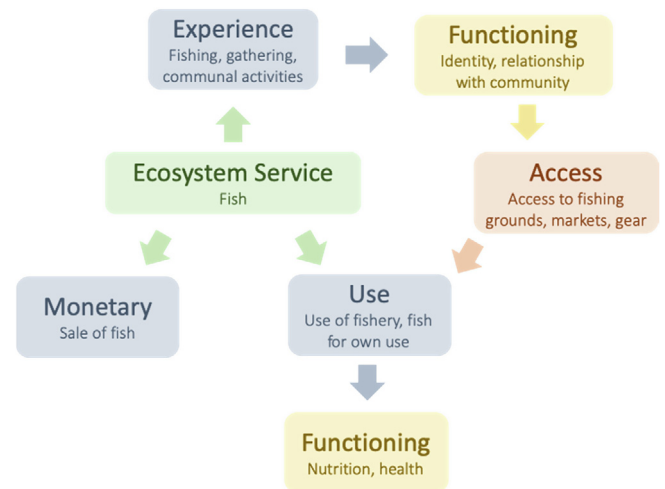 Experience
Fishing, gathering,
communal activities
Functioning
Identity, relationship
with community
Ecosystem Service
Fish
Access
Access to fishing
grounds, markets, gear
Monetary
Sale of fish
Use
Use of fishery, fish
for own use
Functioning
Nutrition, health